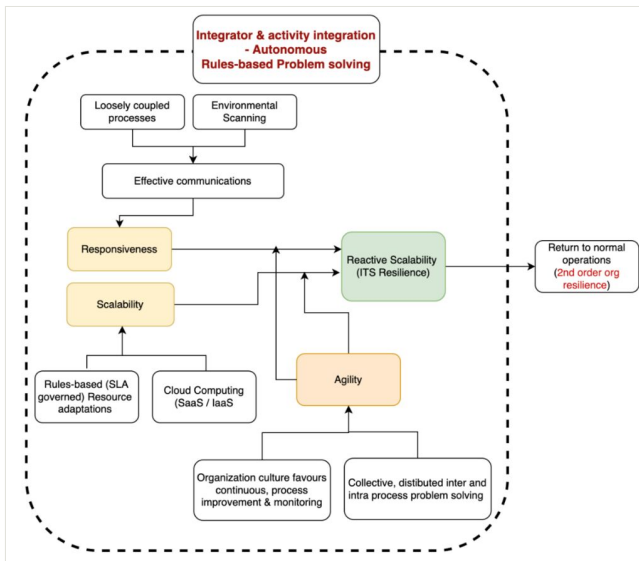 Integrator & activity integration
- Autonomous
Rules-based Problem solving
Loosely coupled
processes
Environmental
Scanning
Effective communications
Responsiveness
Reactive Scalability
(ITS Resilience)
Return to normal
operations
(2nd order org
resilience)
Scalability
Rules-based (SLA
governed) Resource
adaptations
Cloud Computing
(SaaS / IaaS
Agility
Organization culture favours
continuous, process
improvement & monitoring
Collective, distibuted inter and
intra process problem solving